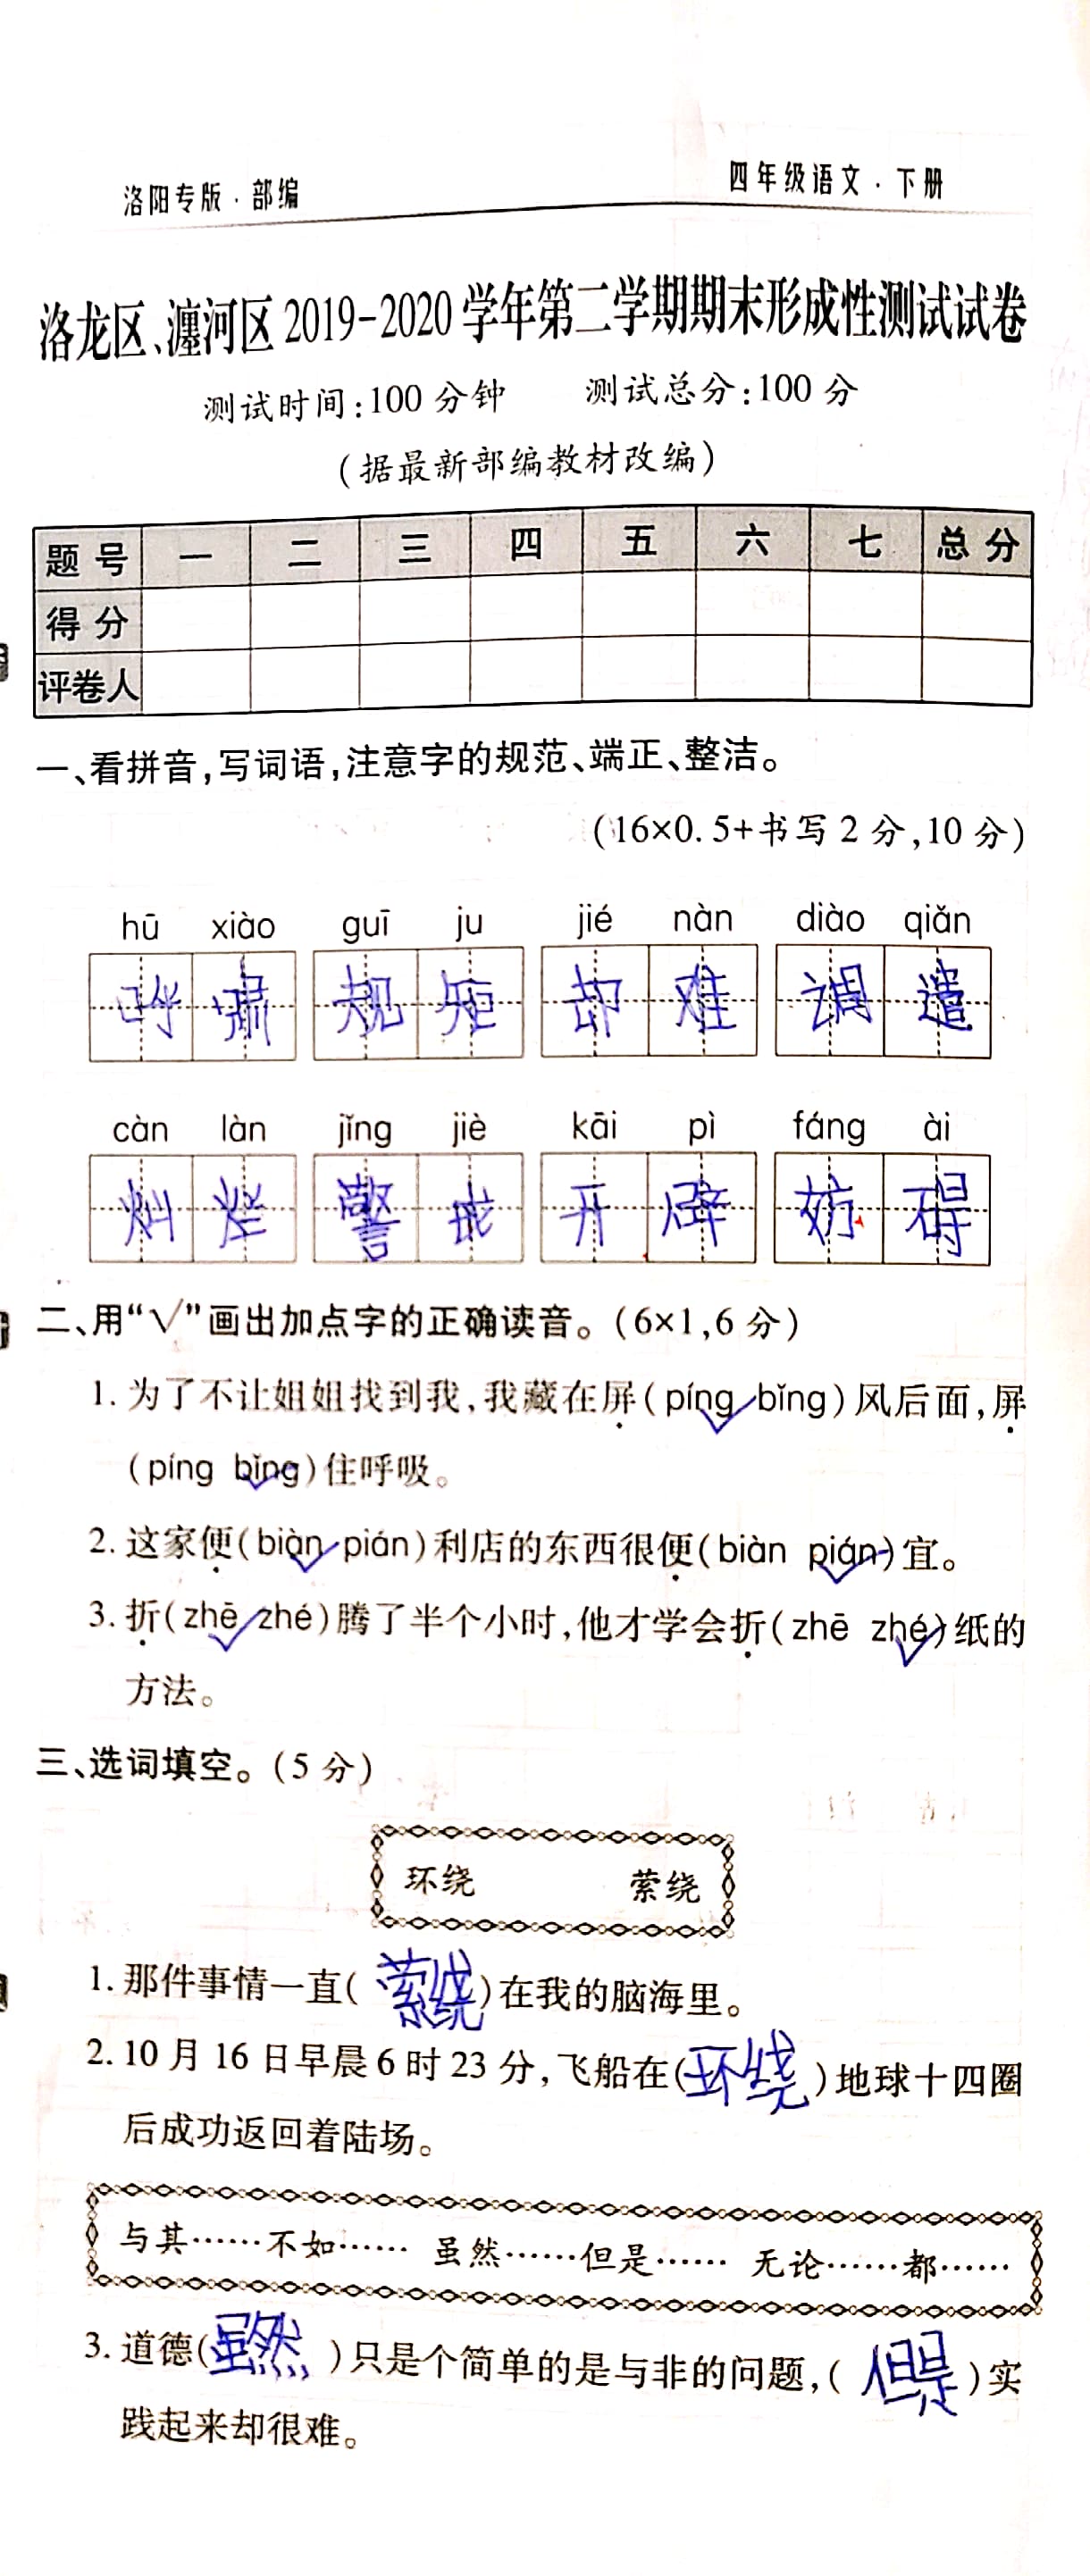 洛阳专版·部编
四年级语文·下册
洛龙区、瀍河区2019-2020学年第二学期期末形成性测试试卷
测试时间:100分钟 测试总分:100分
(据最新部编教材改编)
题号 一 二 三 四 五 六 七 总分
得分
评卷人
一、看拼音,写词语,注意字的规范、端正、整洁。
(16×0.5+书写2分,10分)
hū xiào guī ju jié nàn diào qiǎn
呼啸 规矩 却难 调遣
càn làn jǐng jiè kāi pì fáng ài
灿烂 警戒 开辟 妨碍
二、用“√”画出加点字的正确读音。(6×1,6分)
1. 为了不让姐姐找到我,我藏在屏(píng√bǐng)风后面,屏
(píng bǐng√)住呼吸。
2. 这家便(biàn√pián)利店的东西很便(biàn pián√)宜。
3. 折(zhē√zhé)腾了半个小时,他才学会折(zhē zhé√)纸的
方法。
三、选词填空。(5分)
环绕 萦绕
1. 那件事情一直(萦绕)在我的脑海里。
2. 10月16日早晨6时23分,飞船在(环绕)地球十四圈
后成功返回着陆场。
与其……不如…… 虽然……但是…… 无论……都……
3. 道德(虽然)只是个简单的是与非的问题,(但是)实
践起来却很难。